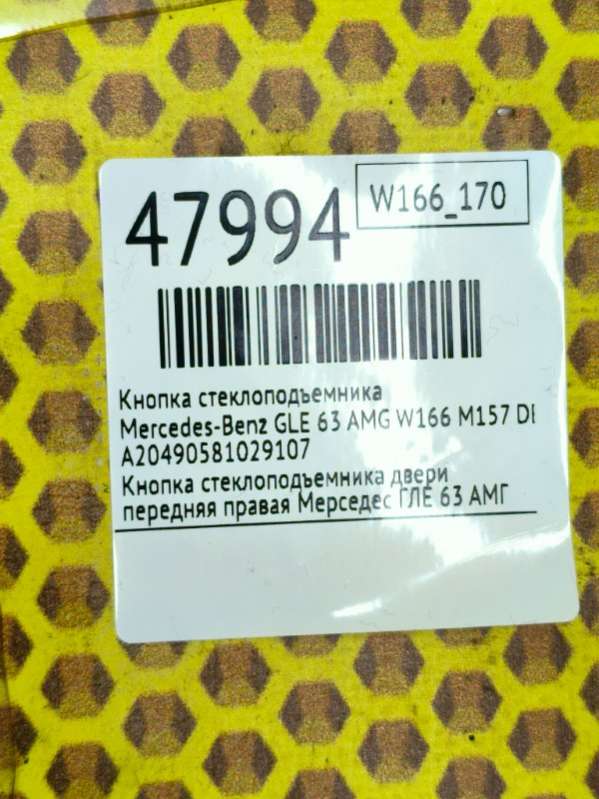 47994
W166_170
Кнопка стеклоподъемника
Mercedes-Benz GLE 63 AMG W166 M157 DE
A20490581029107
Кнопка стеклоподъемника двери
передняя правая Мерседес ГЛЕ 63 АМГ